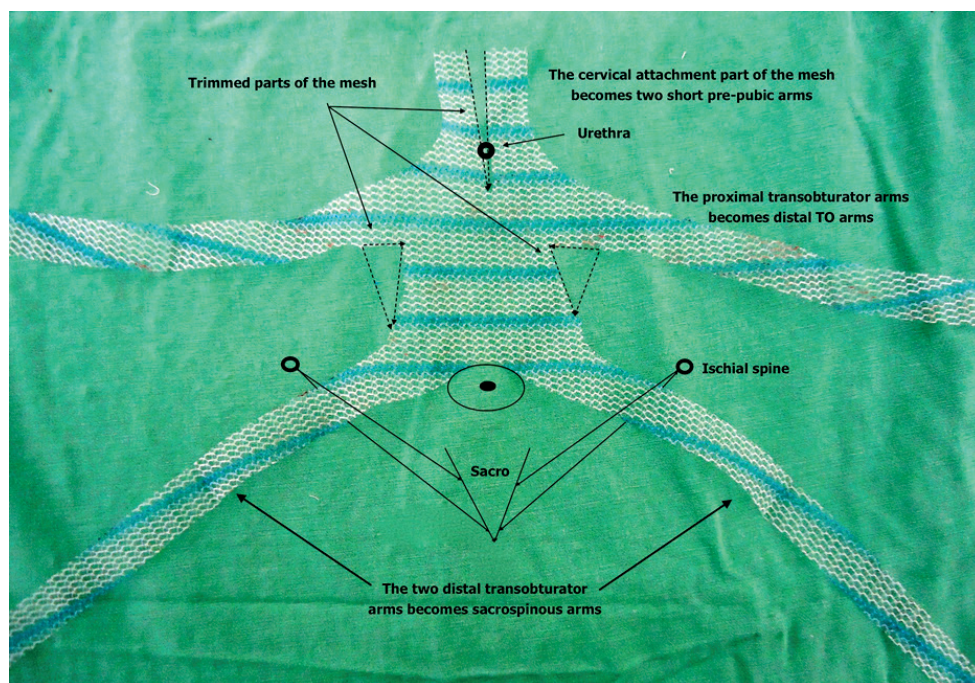 Trimmed parts of the mesh
The cervical attachment part of the mesh
becomes two short pre-pubic arms
Urethra
The proximal transobturator arms
becomes distal TO arms
Ischial spine
Sacro
The two distal transobturator
arms becomes sacrospinous arms